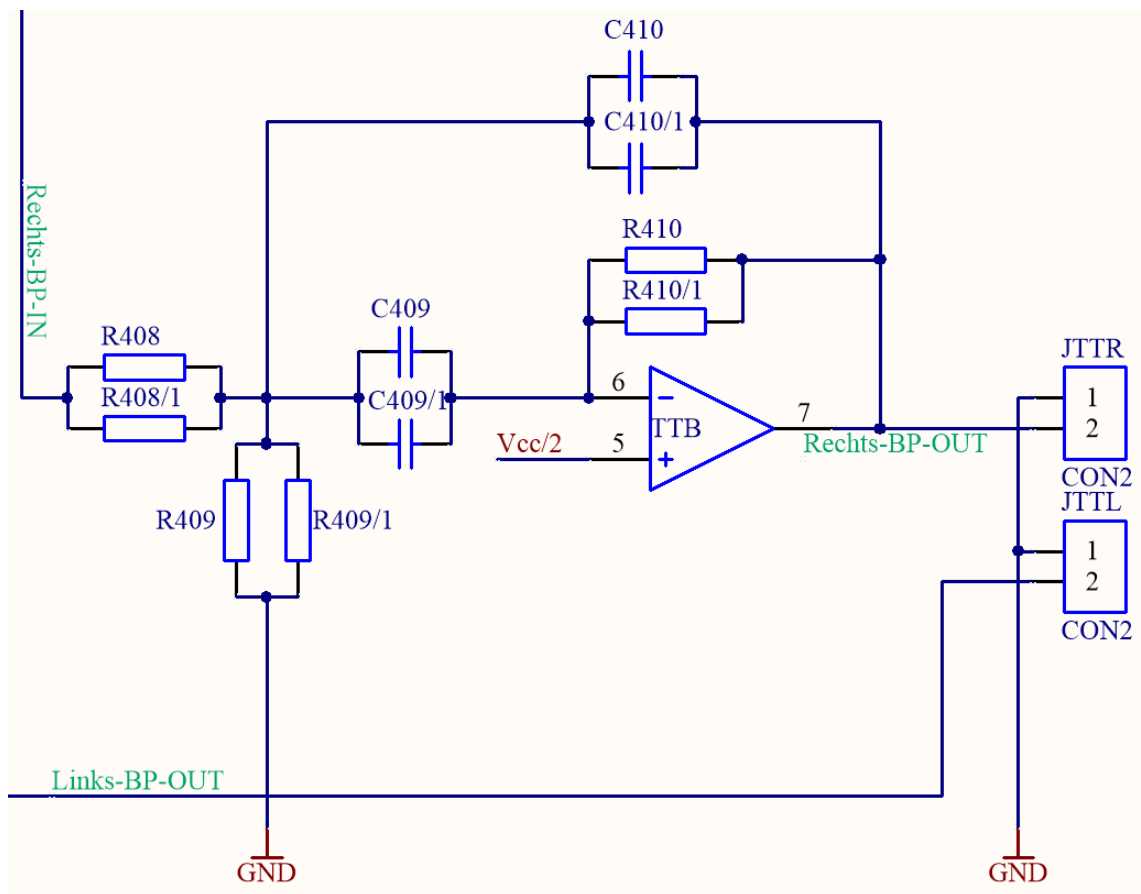 C410
C410/1
Rechts-BP-IN
R410
R410/1
C409
R408
JTTR
R408/1
C409/1
6
1
7
2
TTB
Vcc/2
5
Rechts-BP-OUT
CON2
JTTL
R409
R409/1
1
2
CON2
Links-BP-OUT
GND
GND